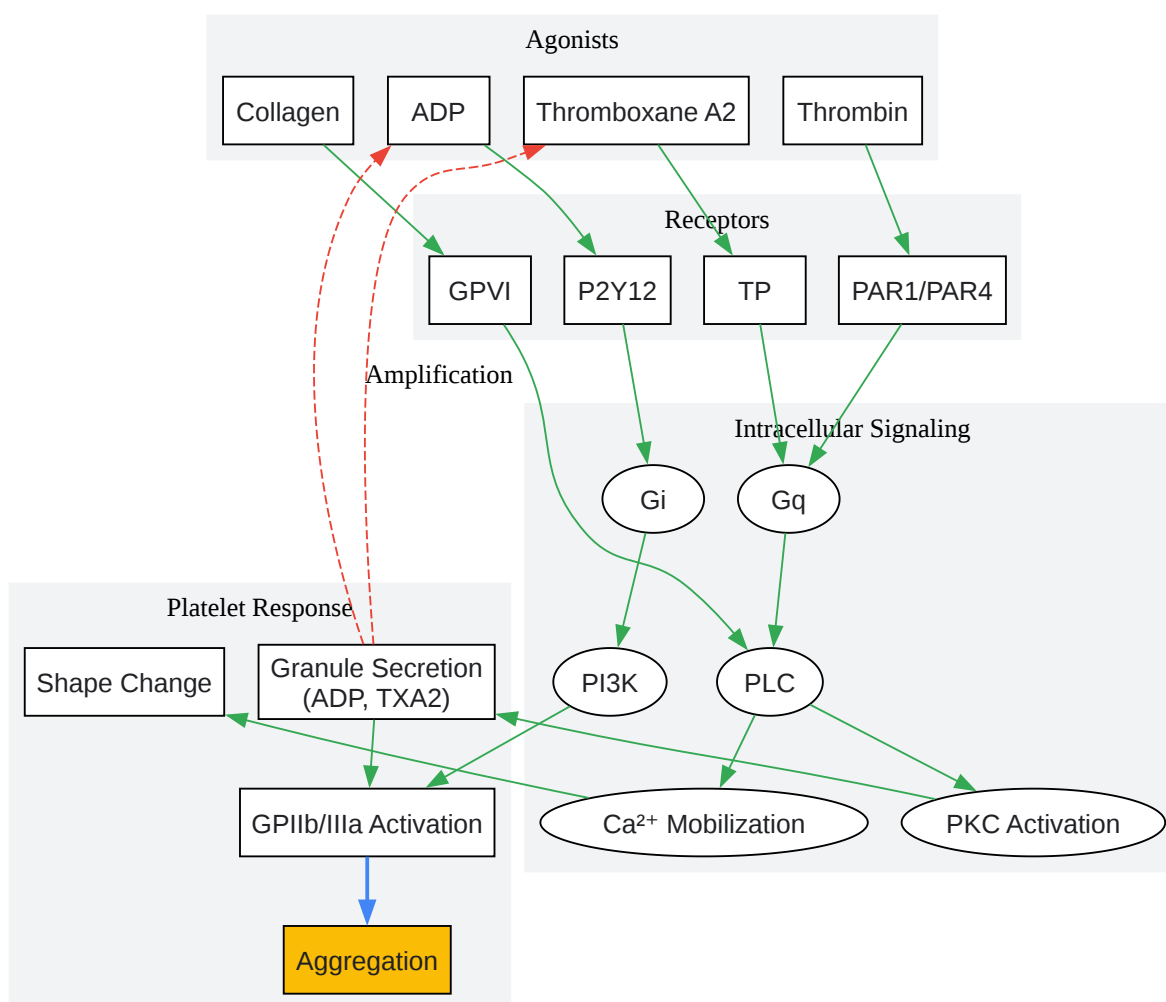 Agonists
Collagen
ADP
Thromboxane A2
Thrombin
Receptors
GPVI
P2Y12
TP
PAR1/PAR4
Amplification
Intracellular Signaling
Gi
Gq
Platelet Response
Shape Change
Granule Secretion
(ADP, TXA2)
PI3K
PLC
GPIIb/IIIa Activation
Ca²⁺ Mobilization
PKC Activation
Aggregation